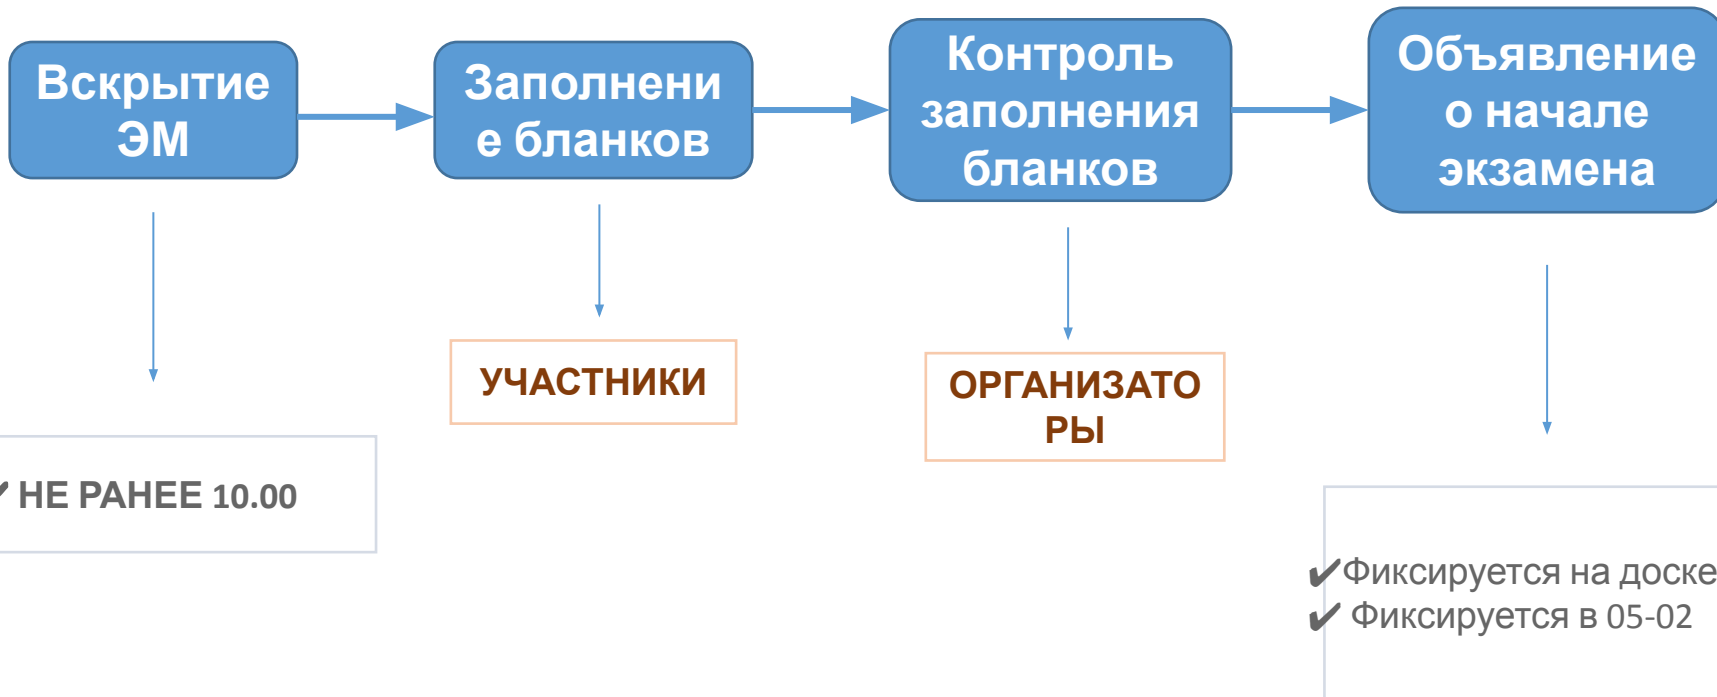 Вскрытие
ЭМ
Заполнени
е бланков
Контроль
заполнения
бланков
Объявление
о начале
экзамена
УЧАСТНИКИ
ОРГАНИЗАТО
РЫ
✔ НЕ РАНЕЕ 10.00
✔Фиксируется на доске
✔ Фиксируется в 05-02